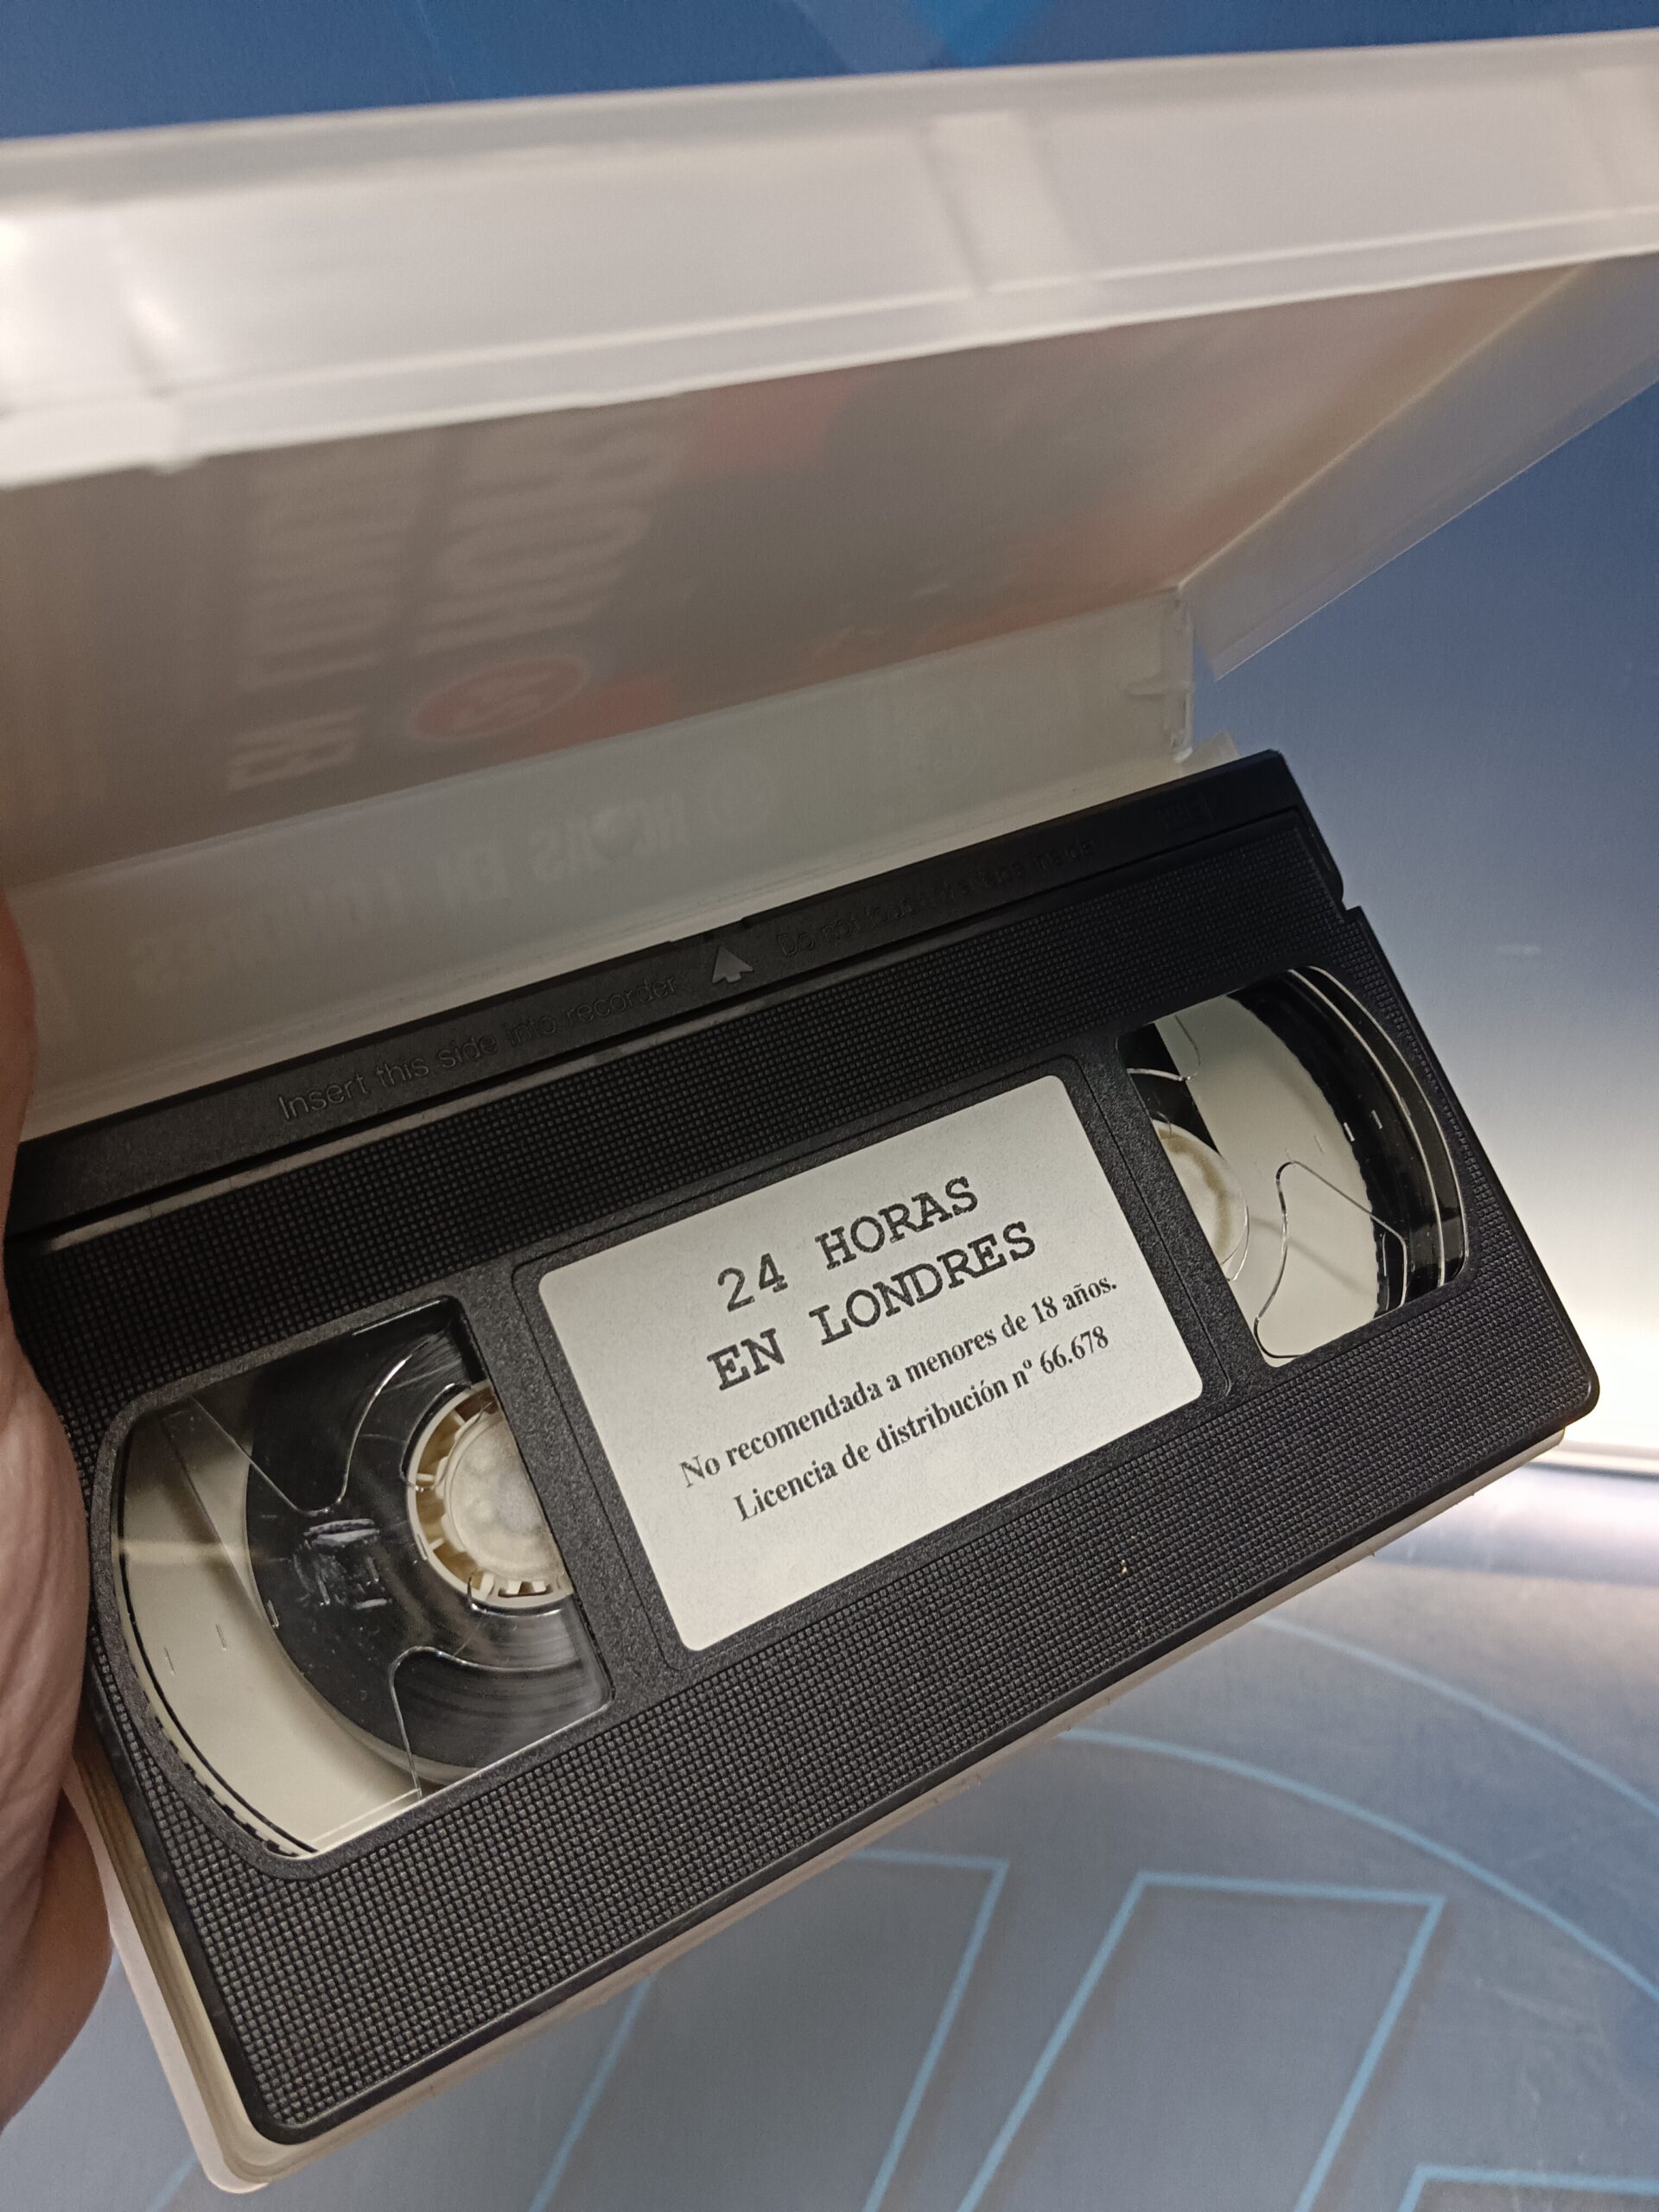 Insert this side into recorder
Do not touch the tape inside
24 HORAS
EN LONDRES
No recomendada a menores de 18 años.
Licencia de distribución nº 66.678